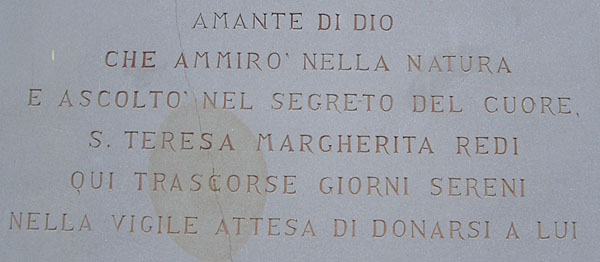 AMANTE DI DIO
CHE AMMIRO' NELLA NATURA
E ASCOLTO' NEL SEGRETO DEL CUORE,
S. TERESA MARGHERITA REDI
QUI TRASCORSE GIORNI SERENI
NELLA VIGILE ATTESA DI DONARSI A LUI